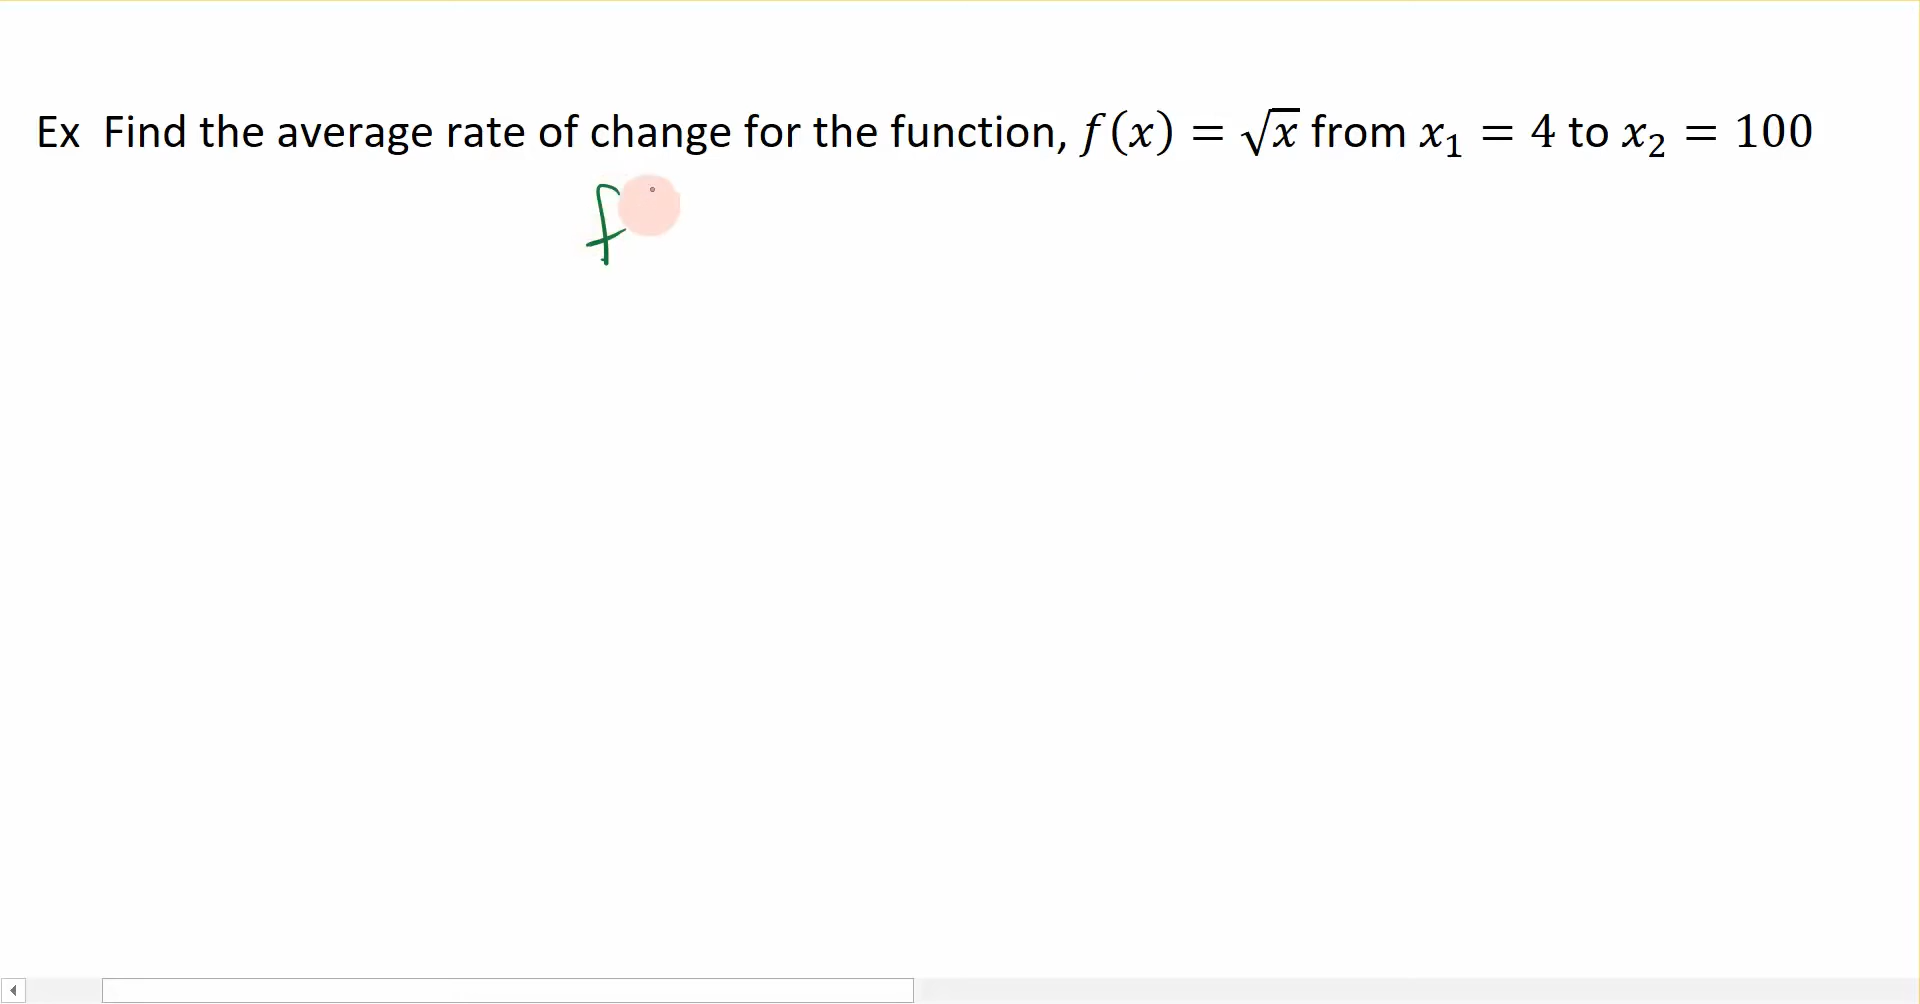 Ex Find the average rate of change for the function, f(x) = √x from x₁ = 4 to x₂ = 100
f